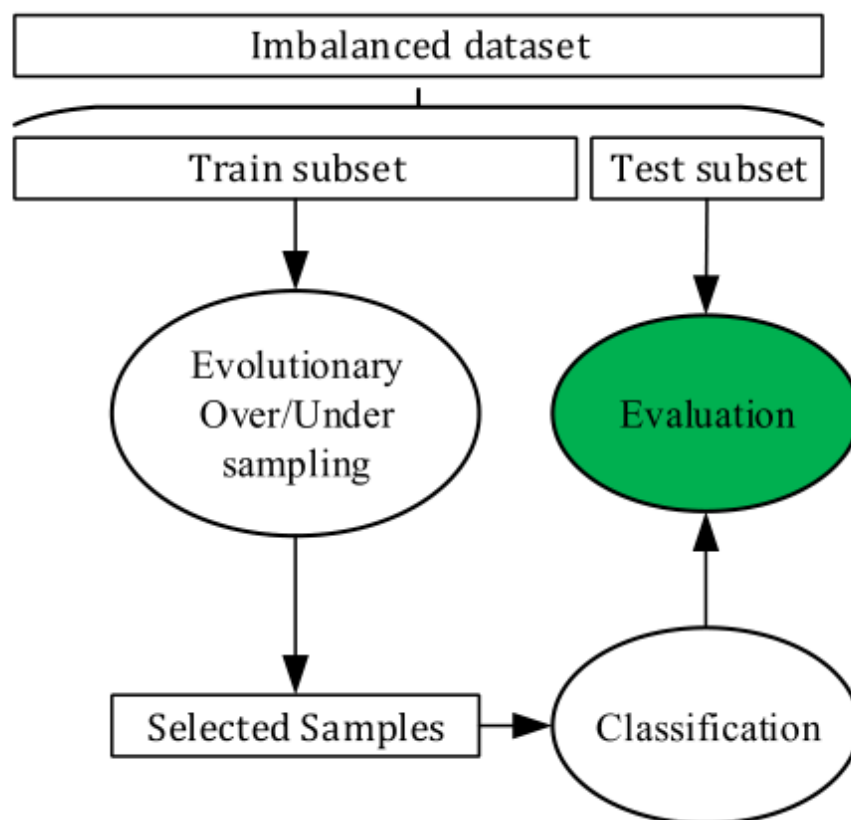 Imbalanced dataset
Train subset
Test subset
Evolutionary
Over/Under
sampling
Evaluation
Selected Samples
Classification